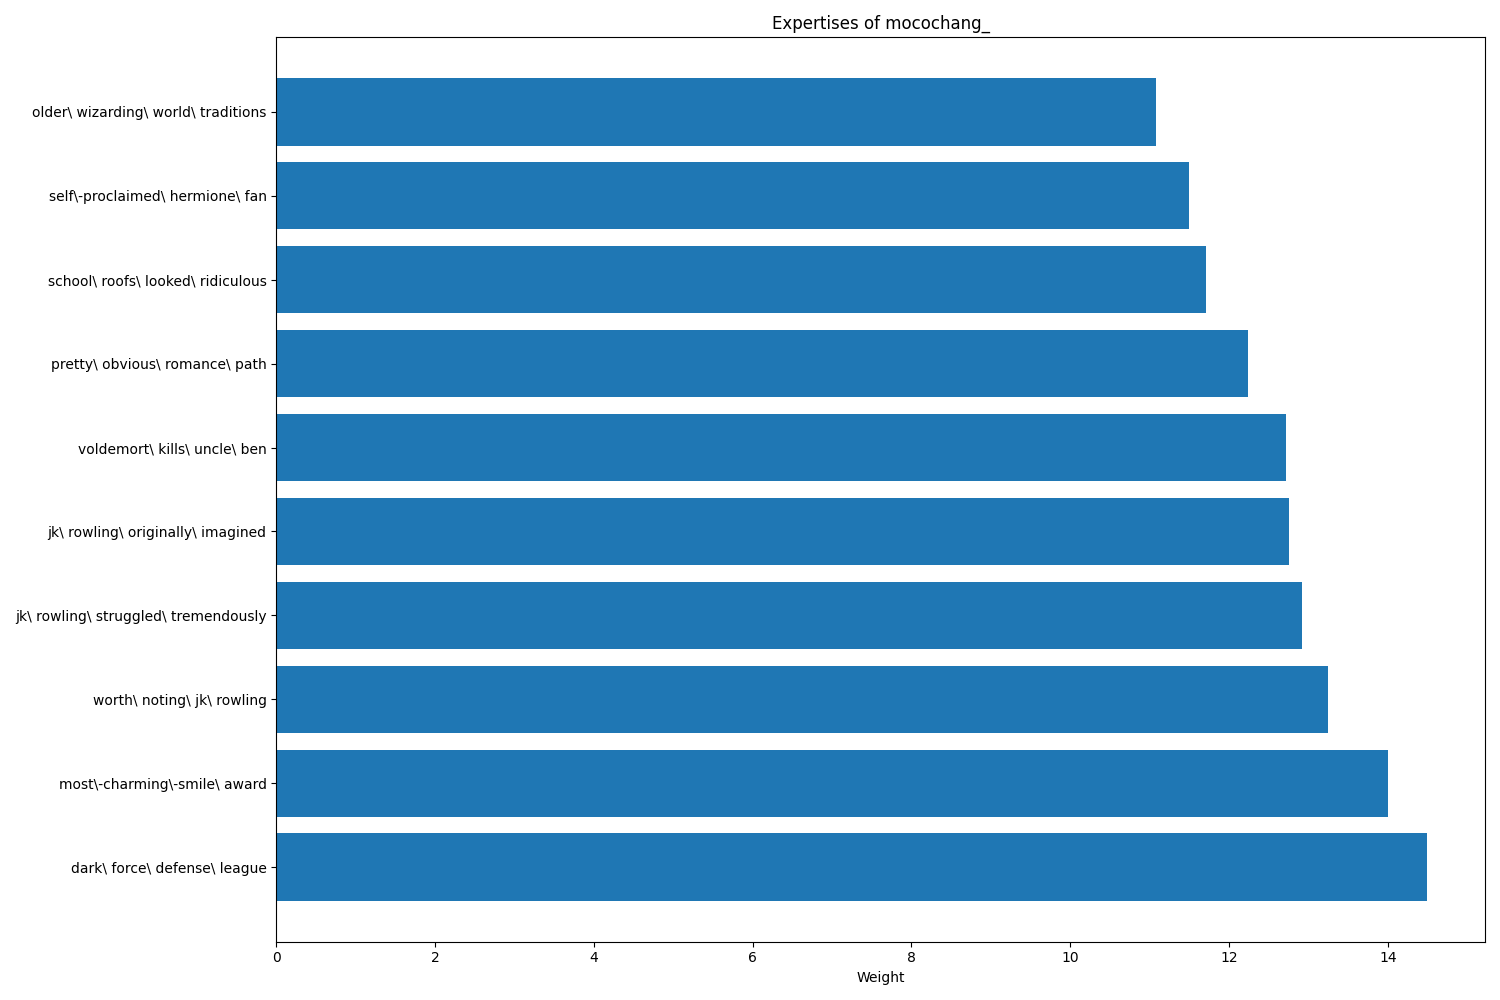 Expertises of mocochang_
older\ wizarding\ world\ traditions
self\-proclaimed\ hermione\ fan
school\ roofs\ looked\ ridiculous
pretty\ obvious\ romance\ path
voldemort\ kills\ uncle\ ben
jk\ rowling\ originally\ imagined
jk\ rowling\ struggled\ tremendously
worth\ noting\ jk\ rowling
most\-charming\-smile\ award
dark\ force\ defense\ league
0 2 4 6 8 10 12 14
Weight